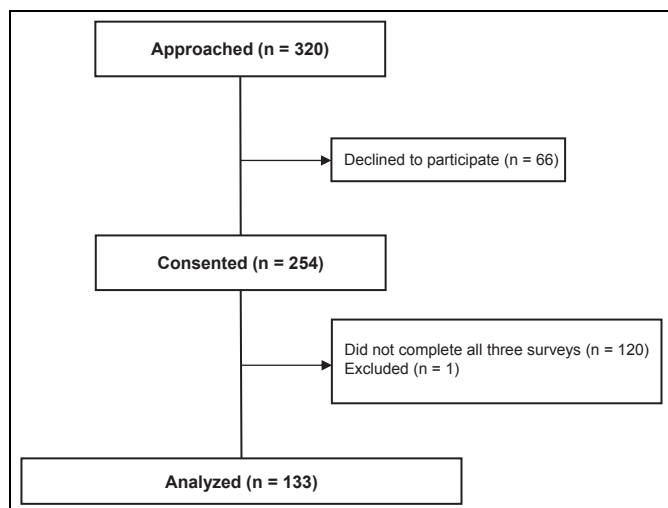 Approached (n = 320)
Declined to participate (n = 66)
Consented (n = 254)
Did not complete all three surveys (n = 120)
Excluded (n = 1)
Analyzed (n = 133)